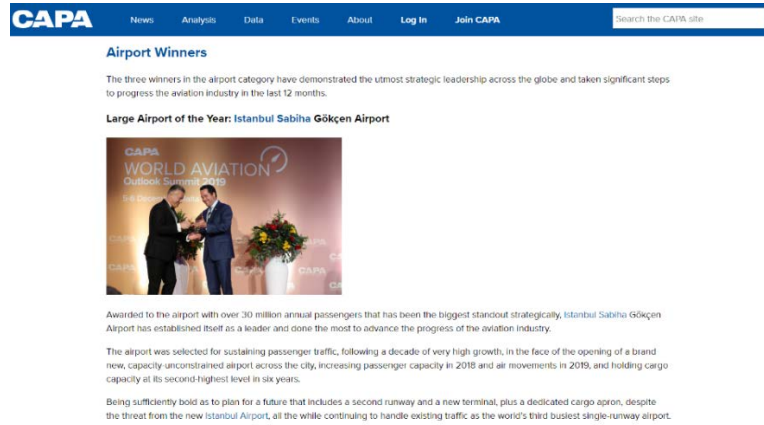 CAPA News Analysis Data Events About Log In Join CAPA Search the CAPA site
Airport Winners
The three winners in the airport category have demonstrated the utmost strategic leadership across the globe and taken significant steps
to progress the aviation industry in the last 12 months.
Large Airport of the Year: Istanbul Sabiha Gökçen Airport
CAPA
WORLD AVIATION
Outlook Summit 2019
CAPA
CAPA
CAPA
CAPA
Awarded to the airport with over 30 million annual passengers that has been the biggest standout strategically, Istanbul Sabiha Gökçen
Airport has established itself as a leader and done the most to advance the progress of the aviation industry.
The airport was selected for sustaining passenger traffic, following a decade of very high growth, in the face of the opening of a brand
new, capacity-unconstrained airport across the city, increasing passenger capacity in 2018 and air movements in 2019, and holding cargo
capacity at its second-highest level in six years.
Being sufficiently bold as to plan for a future that includes a second runway and a new terminal, plus a dedicated cargo apron, despite
the threat from the new Istanbul Airport, all the while continuing to handle existing traffic as the world's third busiest single-runway airport.